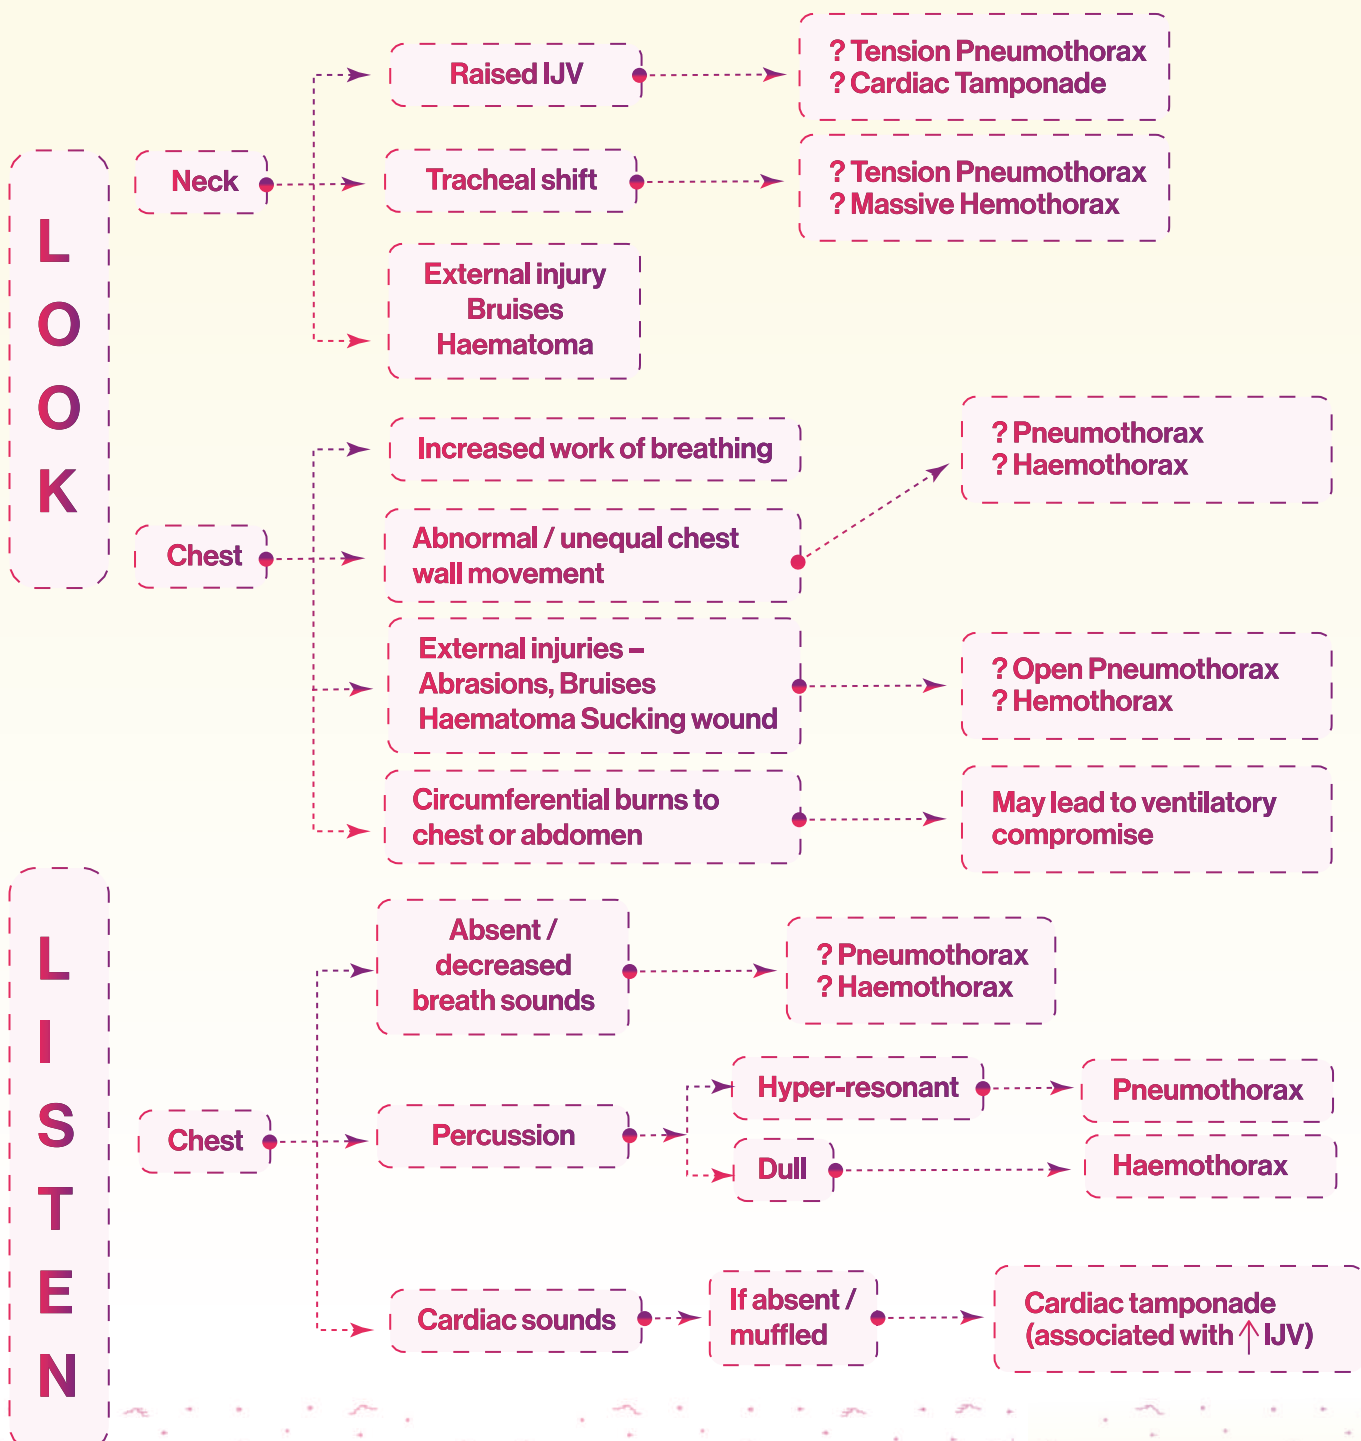 LOOK
Neck
Raised IJV
? Tension Pneumothorax
? Cardiac Tamponade
Tracheal shift
? Tension Pneumothorax
? Massive Hemothorax
External injury
Bruises
Haematoma
Chest
Increased work of breathing
Abnormal / unequal chest
wall movement
? Pneumothorax
? Haemothorax
External injuries –
Abrasions, Bruises
Haematoma Sucking wound
? Open Pneumothorax
? Hemothorax
Circumferential burns to
chest or abdomen
May lead to ventilatory
compromise
LISTEN
Chest
Absent /
decreased
breath sounds
? Pneumothorax
? Haemothorax
Percussion
Hyper-resonant
Pneumothorax
Dull
Haemothorax
Cardiac sounds
If absent /
muffled
Cardiac tamponade
(associated with ↑ IJV)